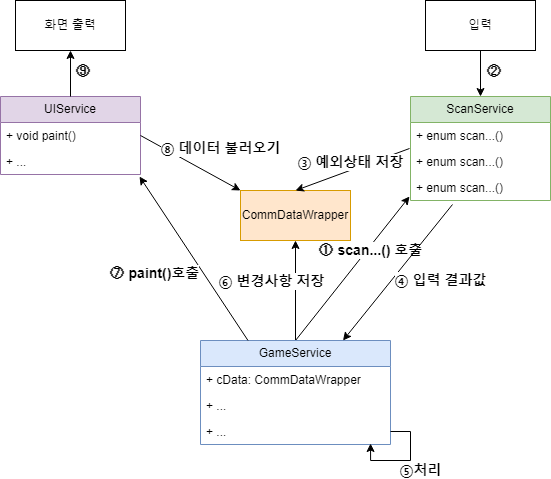 화면 출력
입력
⑨
②
UIService
+ void paint()
+ ...
ScanService
+ enum scan...()
+ enum scan...()
+ enum scan...()
⑧ 데이터 불러오기
③ 예외상태 저장
CommDataWrapper
① scan...() 호출
⑦ paint()호출
⑥ 변경사항 저장
④ 입력 결과값
GameService
+ cData: CommDataWrapper
+ ...
+ ...
⑤처리